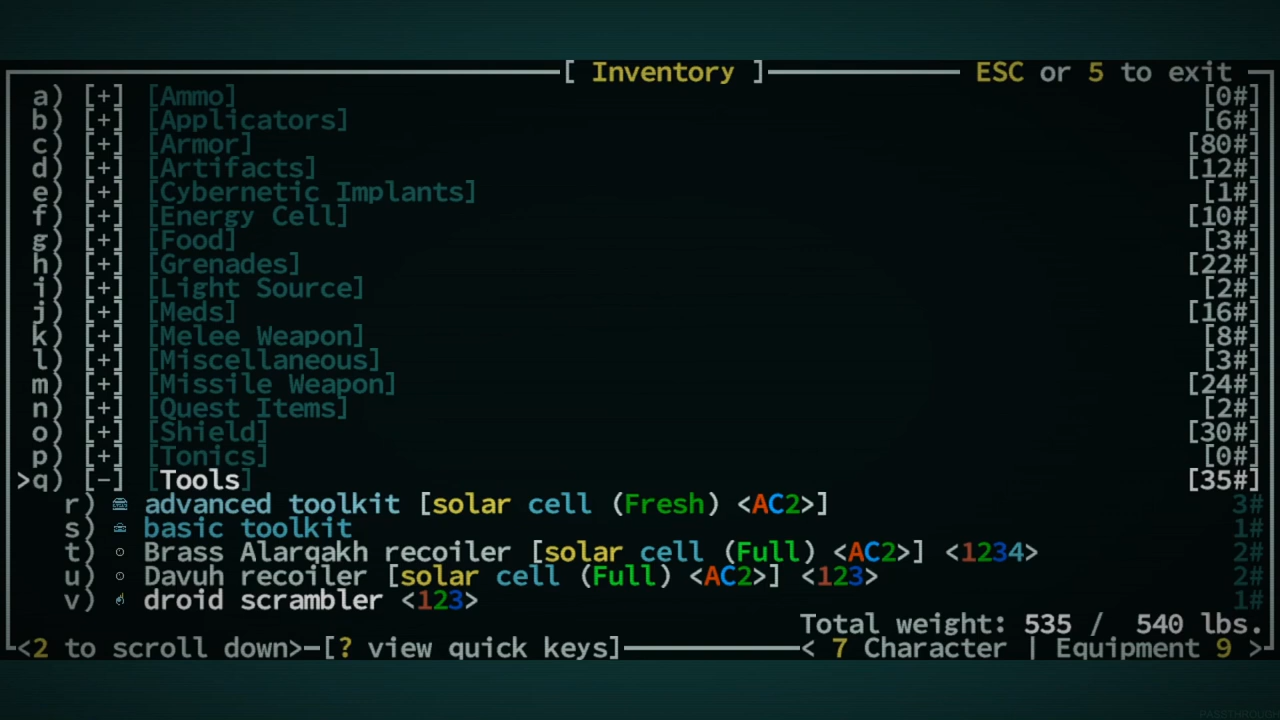 [ Inventory ] ESC or 5 to exit
a) [+] [Ammo] [0#]
b) [+] [Applicators] [6#]
c) [+] [Armor] [80#]
d) [+] [Artifacts] [12#]
e) [+] [Cybernetic Implants] [1#]
f) [+] [Energy Cell] [10#]
g) [+] [Food] [3#]
h) [+] [Grenades] [22#]
i) [+] [Light Source] [2#]
j) [+] [Meds] [16#]
k) [+] [Melee Weapon] [8#]
l) [+] [Miscellaneous] [3#]
m) [+] [Missile Weapon] [24#]
n) [+] [Quest Items] [2#]
o) [+] [Shield] [30#]
p) [+] [Tonics] [0#]
>q) [-] [Tools] [35#]
r) advanced toolkit [solar cell (Fresh) <AC2>] 3#
s) basic toolkit 1#
t) Brass Alarqakh recoiler [solar cell (Full) <AC2>] <1234> 2#
u) Davuh recoiler [solar cell (Full) <AC2>] <123> 2#
v) droid scrambler <123> 1#
Total weight: 535 / 540 lbs.
<2 to scroll down> [? view quick keys] < 7 Character | Equipment 9 >